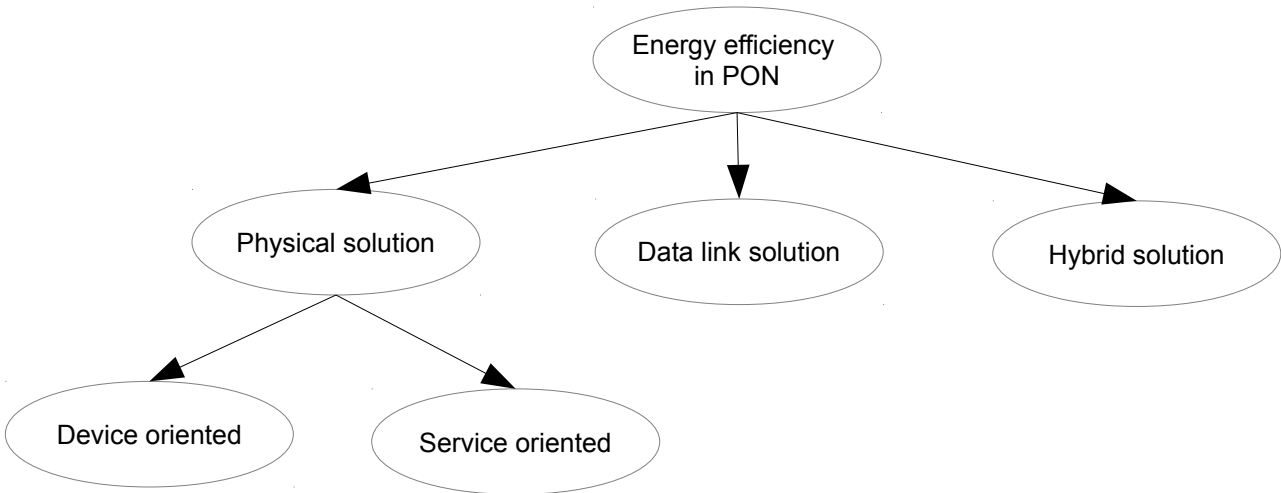 Energy efficiency
in PON
Physical solution
Data link solution
Hybrid solution
Device oriented
Service oriented